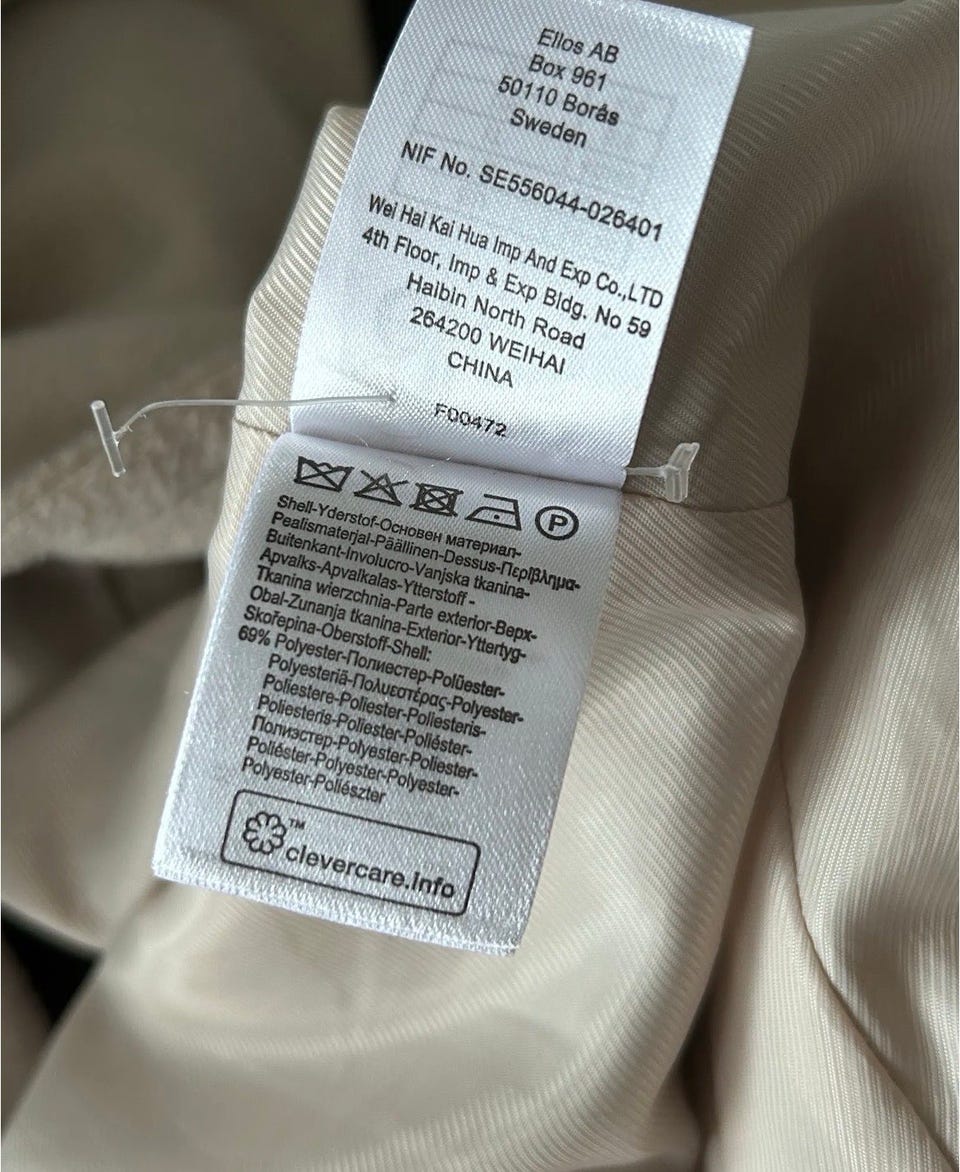 Ellos AB
Box 961
50110 Borås
Sweden
NIF No. SE556044-026401
Wei Hai Kai Hua Imp And Exp Co.,LTD
4th Floor, Imp & Exp Bldg. No 59
Haibin North Road
264200 WEIHAI
CHINA
F00472
P
Shell-Yderstof-Основен материал-
Pealismaterjal-Päällinen-Dessus-Περίβλημα-
Buitenkant-Involucro-Vanjska tkanina-
Apvalks-Apvalkalas-Ytterstoff -
Tkanina wierzchnia-Parte exterior-Верх-
Obal-Zunanja tkanina-Exterior-Yttertyg-
Skořepina-Oberstoff-Shell:
69% Polyester-Полиестер-Polüester-
Polyesteriä-Πολυεστέρας-Polyester-
Poliestere-Poliester-Poliesteris-
Poliesteris-Poliester-Poliéster-
Полиэстер-Polyester-Poliester-
Poliéster-Polyester-Polyester-
Polyester-Poliészter
™
clevercare.info